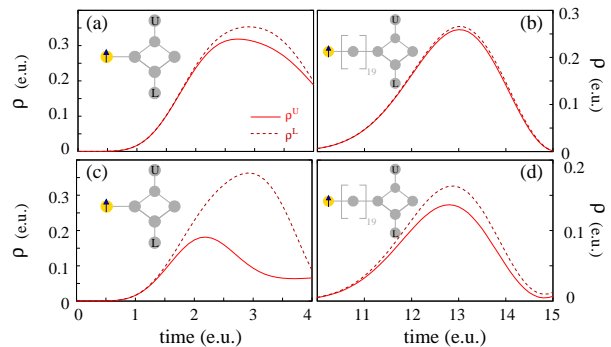 (a)
U
L
0.3
0.2
0.1
0
ρ (e.u.)
ρ^U
ρ^L
(b)
U
L
19
0.3
0.2
0.1
0
ρ (e.u.)
(c)
U
L
0.3
0.2
0.1
0
ρ (e.u.)
0 1 2 3 4
time (e.u.)
(d)
U
L
19
0.2
0.1
0
ρ (e.u.)
11 12 13 14 15
time (e.u.)